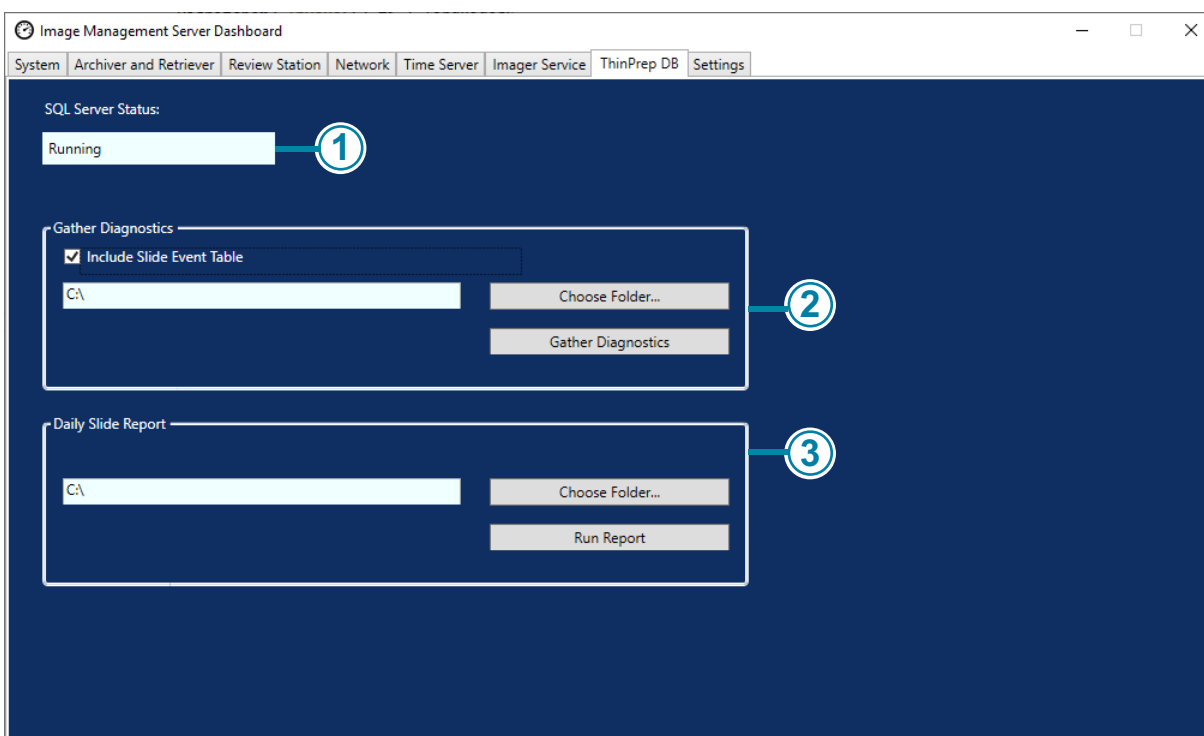 Image Management Server Dashboard
System Archiver and Retriever Review Station Network Time Server Imager Service ThinPrep DB Settings
SQL Server Status:
Running
1
Gather Diagnostics
Include Slide Event Table
C:\ Choose Folder...
2
Gather Diagnostics
Daily Slide Report
3
C:\ Choose Folder...
Run Report